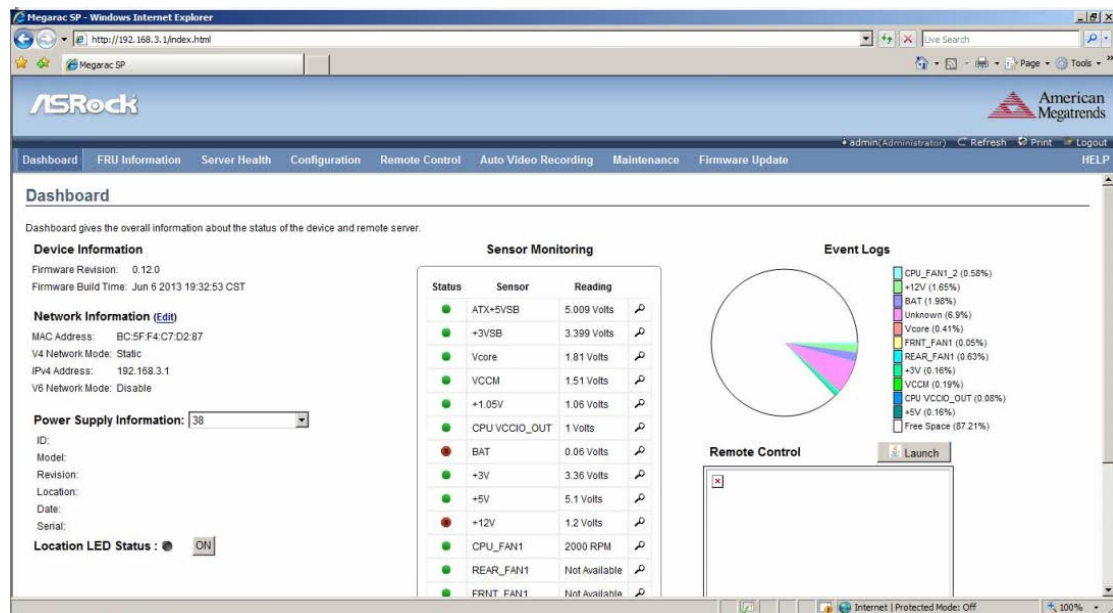 Megarac SP - Windows Internet Explorer
http://192.168.3.1/index.html
Live Search
Megarac SP
Page
Tools
ASRock
American
Megatrends
admin(Administrator) Refresh Print Logout
Dashboard FRU Information Server Health Configuration Remote Control Auto Video Recording Maintenance Firmware Update HELP
Dashboard
Dashboard gives the overall information about the status of the device and remote server.
Device Information
Firmware Revision: 0.12.0
Firmware Build Time: Jun 6 2013 19:32:53 CST
Network Information (Edit)
MAC Address: BC:5F:F4:C7:D2:87
V4 Network Mode: Static
IPv4 Address: 192.168.3.1
V6 Network Mode: Disable
Power Supply Information: 38
ID:
Model:
Revision:
Location:
Date:
Serial:
Location LED Status : ON
Sensor Monitoring
Status Sensor Reading
ATX+5VSB 5.009 Volts
+3VSB 3.399 Volts
Vcore 1.81 Volts
VCCM 1.51 Volts
+1.05V 1.06 Volts
CPU VCCIO_OUT 1 Volts
BAT 0.06 Volts
+3V 3.36 Volts
+5V 5.1 Volts
+12V 1.2 Volts
CPU_FAN1 2000 RPM
REAR_FAN1 Not Available
FRNT_FAN1 Not Available
Event Logs
CPU_FAN1_2 (0.58%)
+12V (1.65%)
BAT (1.98%)
Unknown (6.9%)
Vcore (0.41%)
FRNT_FAN1 (0.05%)
REAR_FAN1 (0.63%)
+3V (0.16%)
VCCM (0.19%)
CPU VCCIO_OUT (0.08%)
+5V (0.16%)
Free Space (87.21%)
Remote Control
Launch
Internet | Protected Mode: Off
100%